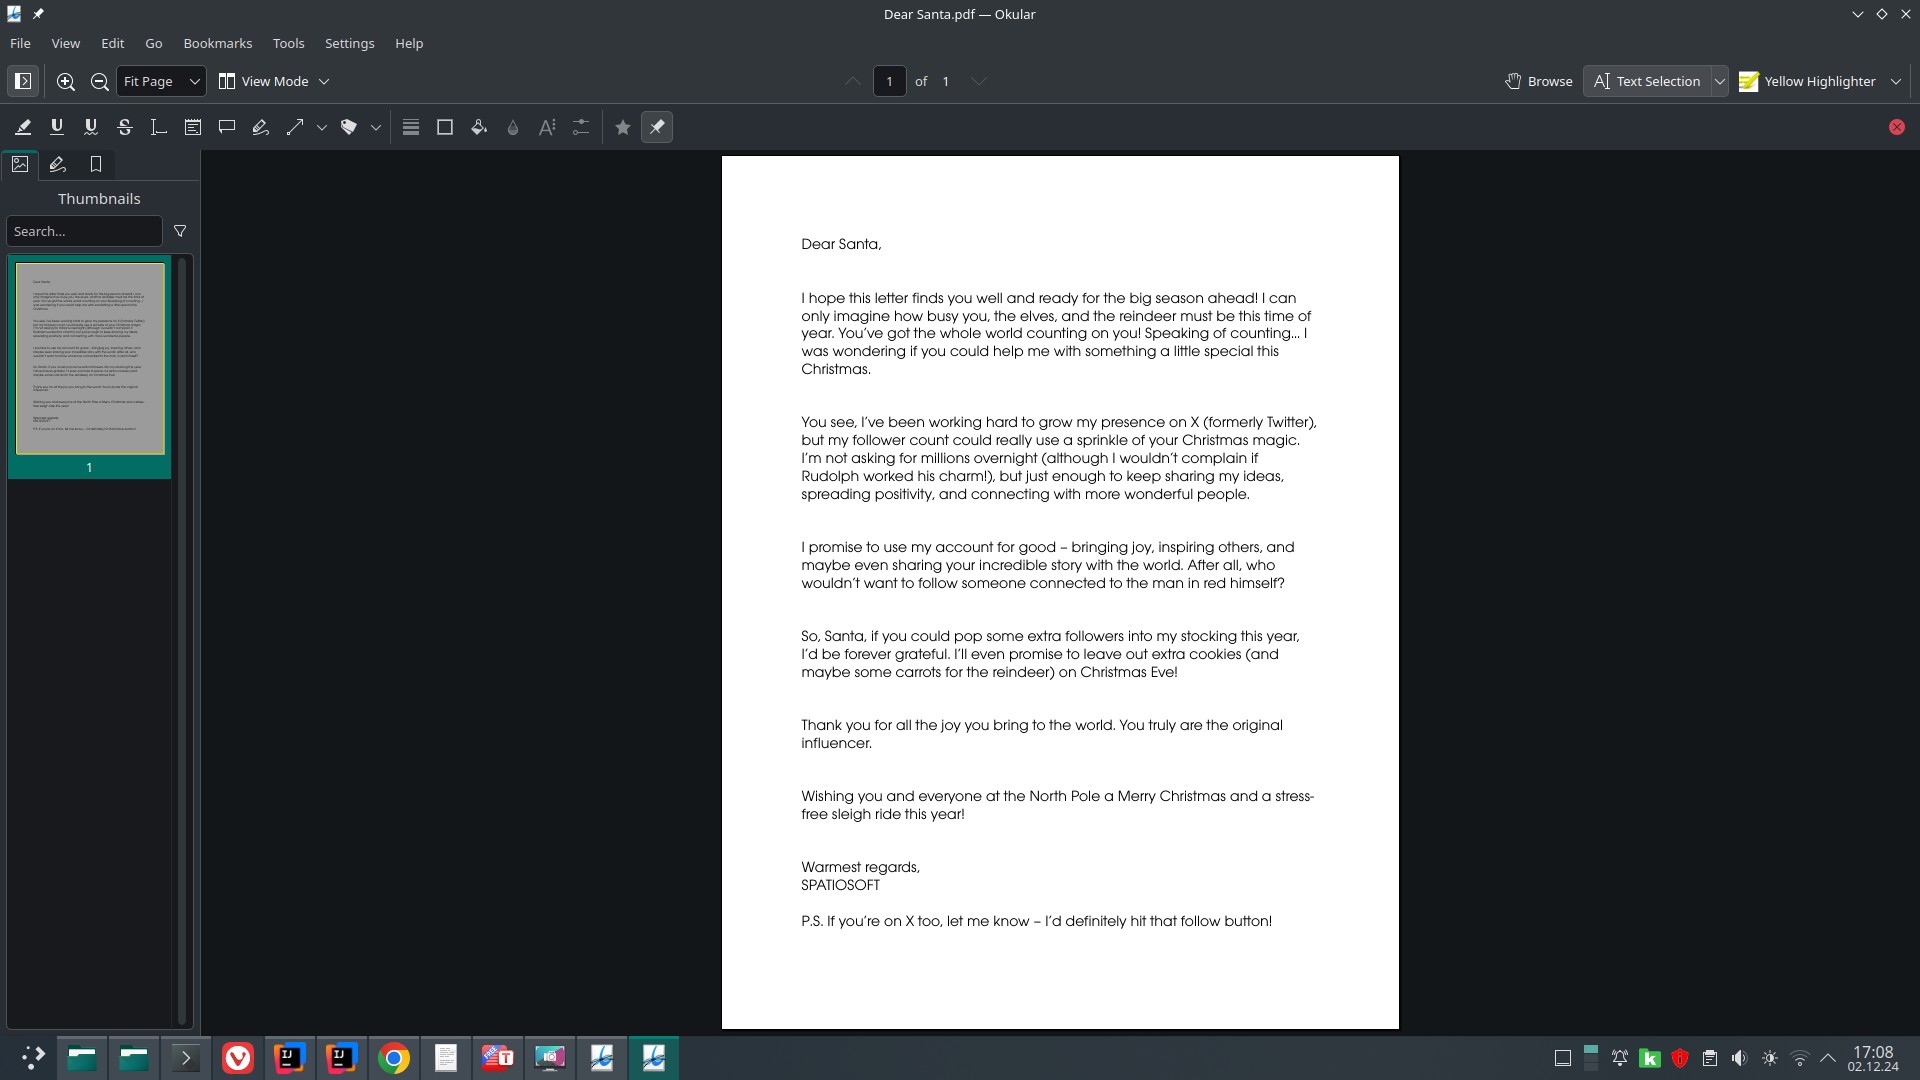 Dear Santa.pdf — Okular
File View Edit Go Bookmarks Tools Settings Help
Fit Page View Mode 1 of 1 Browse Text Selection Yellow Highlighter
Thumbnails
Search...
1
Dear Santa,
I hope this letter finds you well and ready for the big season ahead! I can
only imagine how busy you, the elves, and the reindeer must be this time of
year. You’ve got the whole world counting on you! Speaking of counting... I
was wondering if you could help me with something a little special this
Christmas.
You see, I’ve been working hard to grow my presence on X (formerly Twitter),
but my follower count could really use a sprinkle of your Christmas magic.
I’m not asking for millions overnight (although I wouldn’t complain if
Rudolph worked his charm!), but just enough to keep sharing my ideas,
spreading positivity, and connecting with more wonderful people.
I promise to use my account for good – bringing joy, inspiring others, and
maybe even sharing your incredible story with the world. After all, who
wouldn’t want to follow someone connected to the man in red himself?
So, Santa, if you could pop some extra followers into my stocking this year,
I’d be forever grateful. I’ll even promise to leave out extra cookies (and
maybe some carrots for the reindeer) on Christmas Eve!
Thank you for all the joy you bring to the world. You truly are the original
influencer.
Wishing you and everyone at the North Pole a Merry Christmas and a stress-
free sleigh ride this year!
Warmest regards,
SPATIOSOFT
P.S. If you’re on X too, let me know – I’d definitely hit that follow button!
17:08
02.12.24